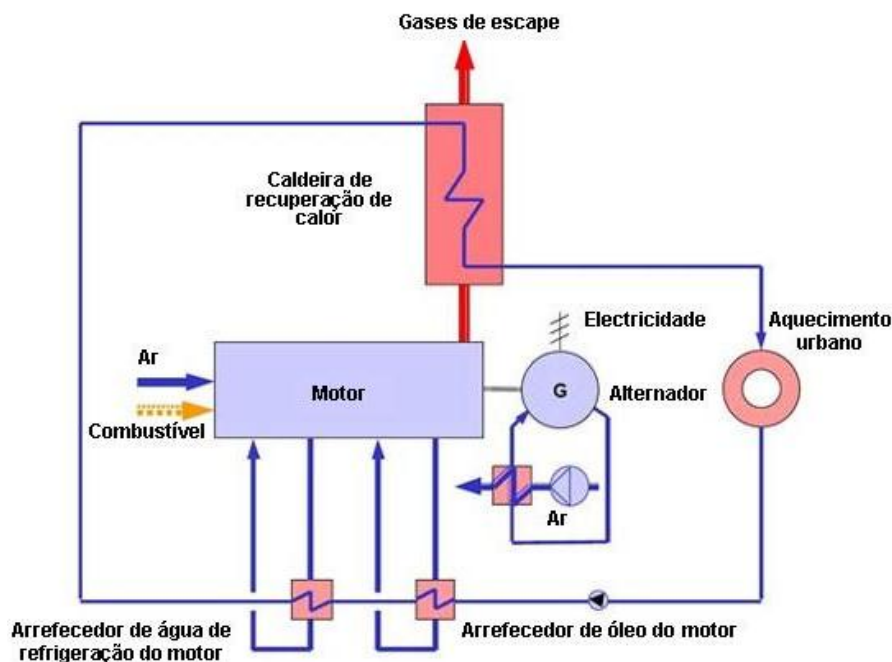 Gases de escape
Caldeira de
recuperação de
calor
Electricidade
Aquecimento
urbano
Ar
Motor
G
Alternador
Combustível
Ar
Arrefecedor de água de
refrigeração do motor
Arrefecedor de óleo do motor